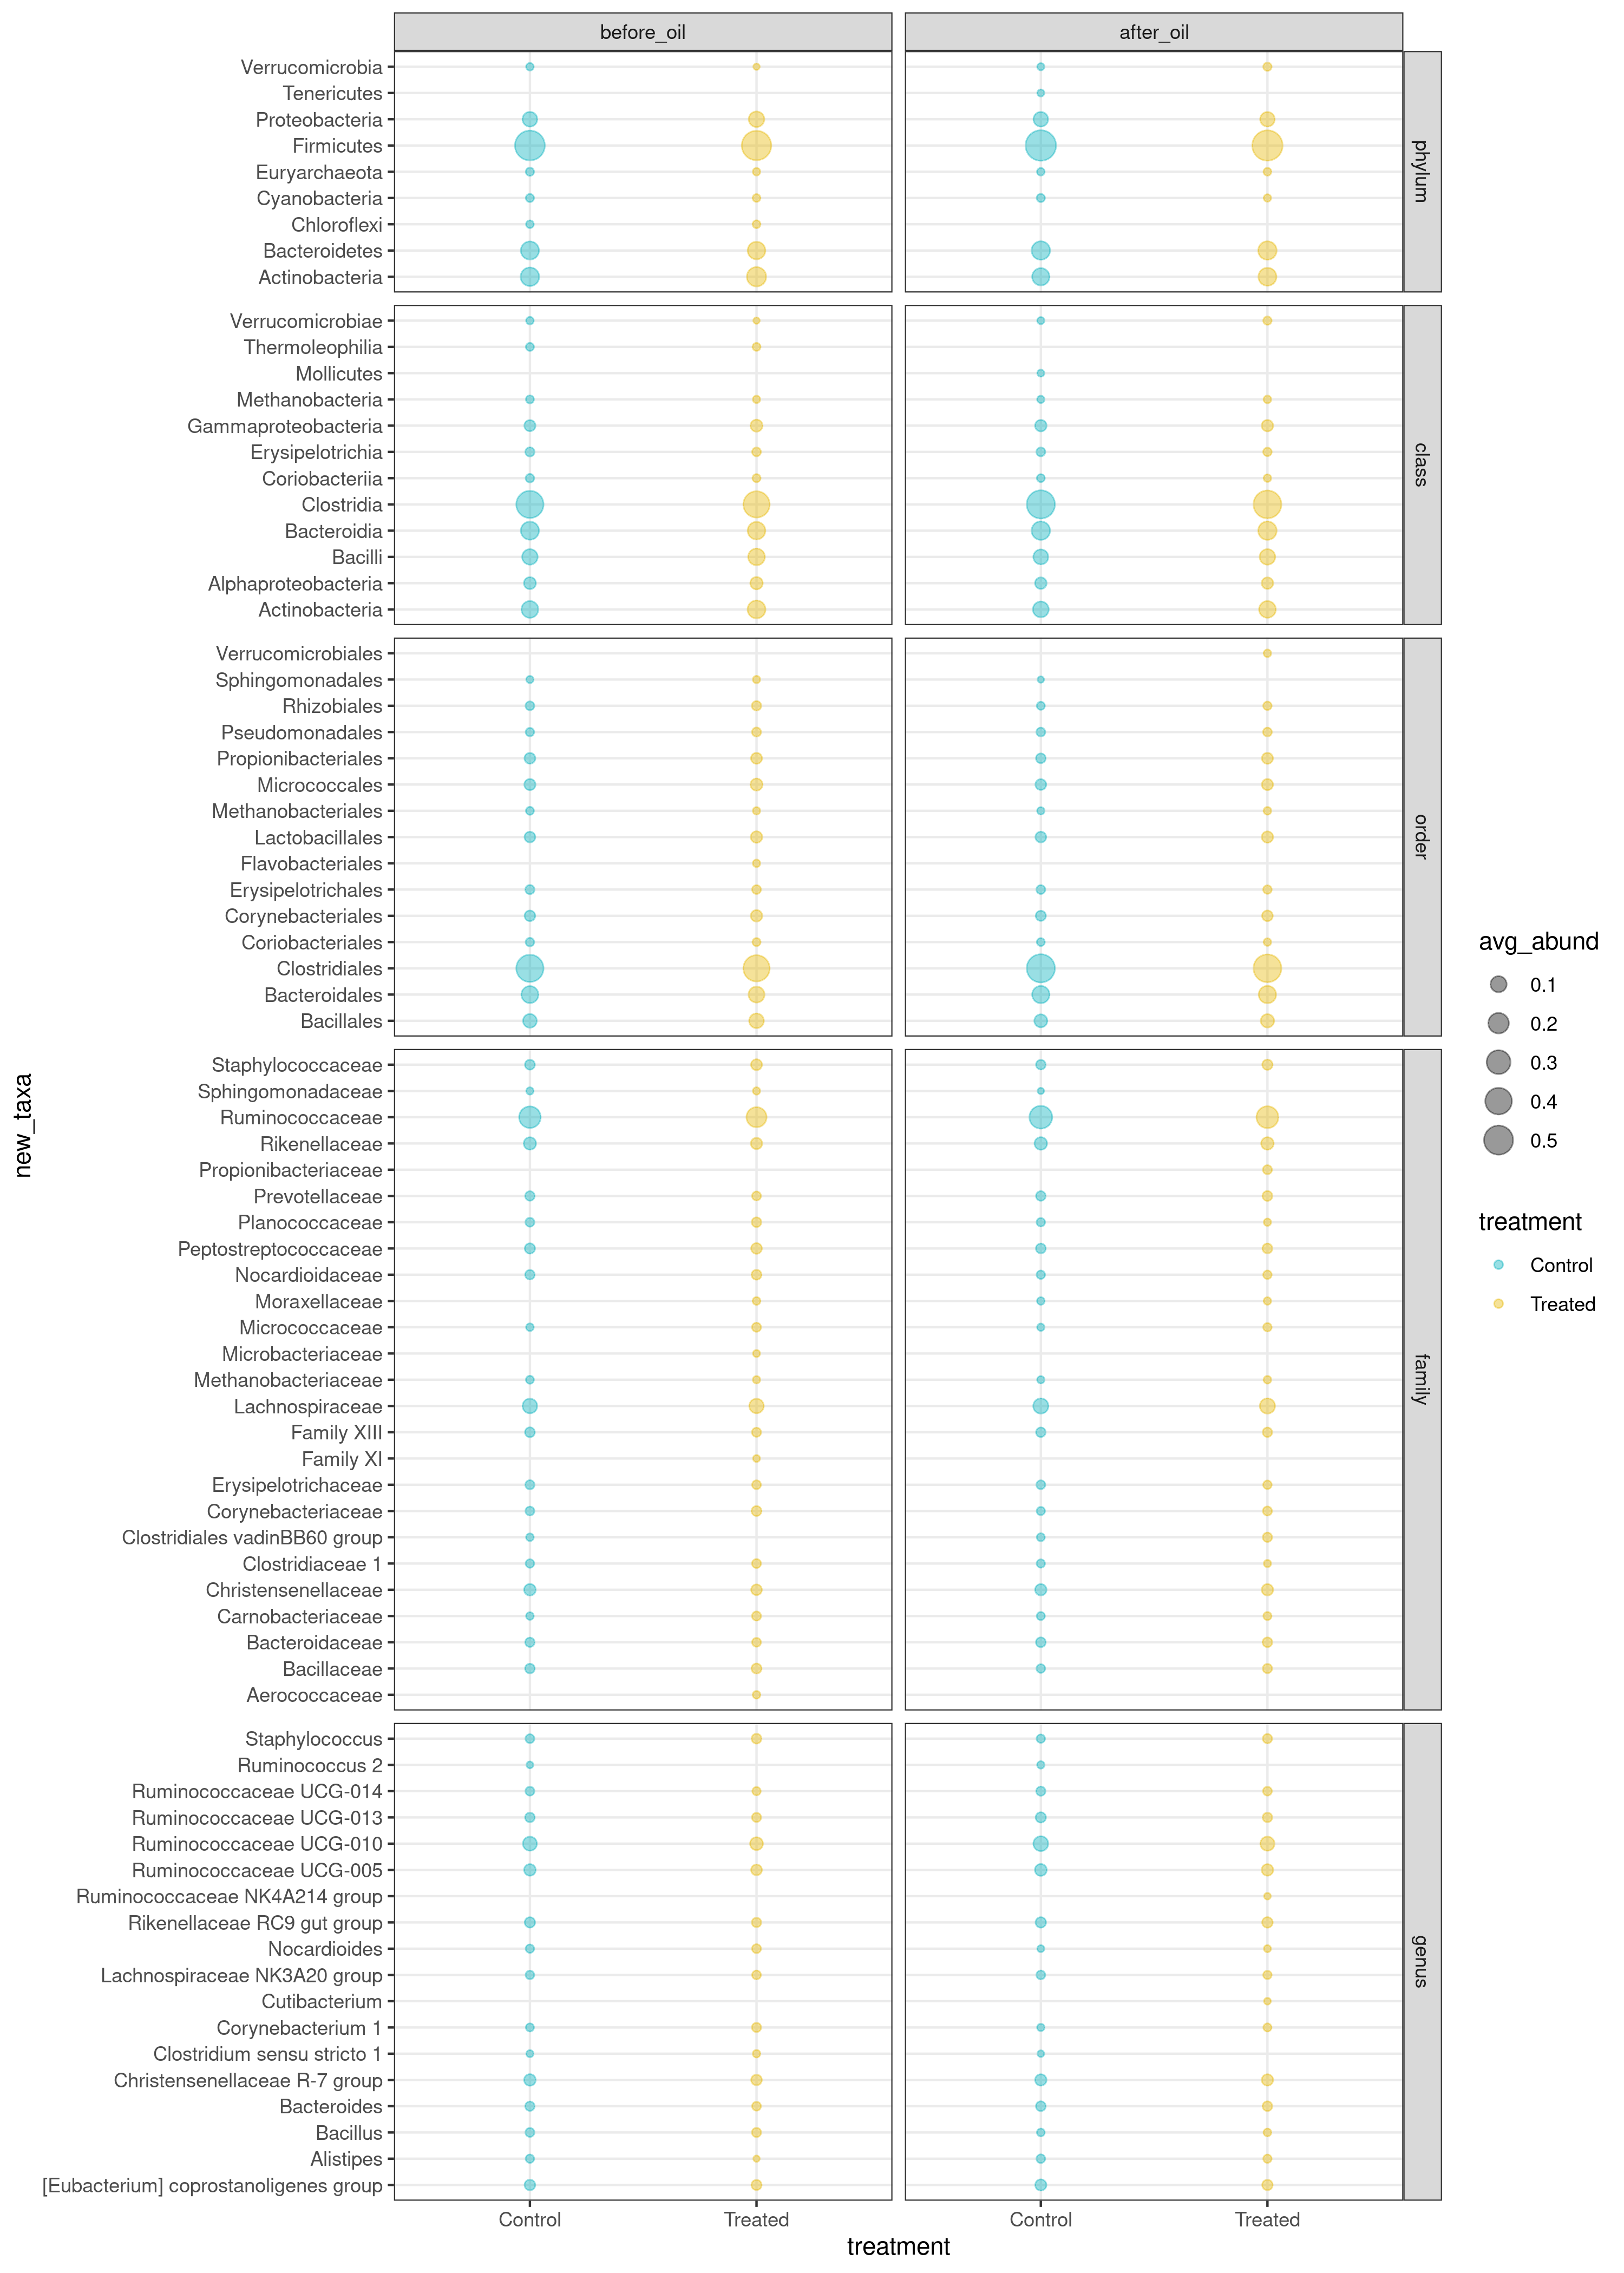 before_oil
after_oil
Verrucomicrobia
Tenericutes
Proteobacteria
Firmicutes
Euryarchaeota
Cyanobacteria
Chloroflexi
Bacteroidetes
Actinobacteria
phylum
Verrucomicrobiae
Thermoleophilia
Mollicutes
Methanobacteria
Gammaproteobacteria
Erysipelotrichia
Coriobacteriia
Clostridia
Bacteroidia
Bacilli
Alphaproteobacteria
Actinobacteria
class
Verrucomicrobiales
Sphingomonadales
Rhizobiales
Pseudomonadales
Propionibacteriales
Micrococcales
Methanobacteriales
Lactobacillales
Flavobacteriales
Erysipelotrichales
Corynebacteriales
Coriobacteriales
Clostridiales
Bacteroidales
Bacillales
order
Staphylococcaceae
Sphingomonadaceae
Ruminococcaceae
Rikenellaceae
Propionibacteriaceae
Prevotellaceae
Planococcaceae
Peptostreptococcaceae
Nocardioidaceae
Moraxellaceae
Micrococcaceae
Microbacteriaceae
Methanobacteriaceae
Lachnospiraceae
Family XIII
Family XI
Erysipelotrichaceae
Corynebacteriaceae
Clostridiales vadinBB60 group
Clostridiaceae 1
Christensenellaceae
Carnobacteriaceae
Bacteroidaceae
Bacillaceae
Aerococcaceae
family
Staphylococcus
Ruminococcus 2
Ruminococcaceae UCG-014
Ruminococcaceae UCG-013
Ruminococcaceae UCG-010
Ruminococcaceae UCG-005
Ruminococcaceae NK4A214 group
Rikenellaceae RC9 gut group
Nocardioides
Lachnospiraceae NK3A20 group
Cutibacterium
Corynebacterium 1
Clostridium sensu stricto 1
Christensenellaceae R-7 group
Bacteroides
Bacillus
Alistipes
[Eubacterium] coprostanoligenes group
genus
new_taxa
Control
Treated
Control
Treated
treatment
avg_abund
0.1
0.2
0.3
0.4
0.5
treatment
Control
Treated